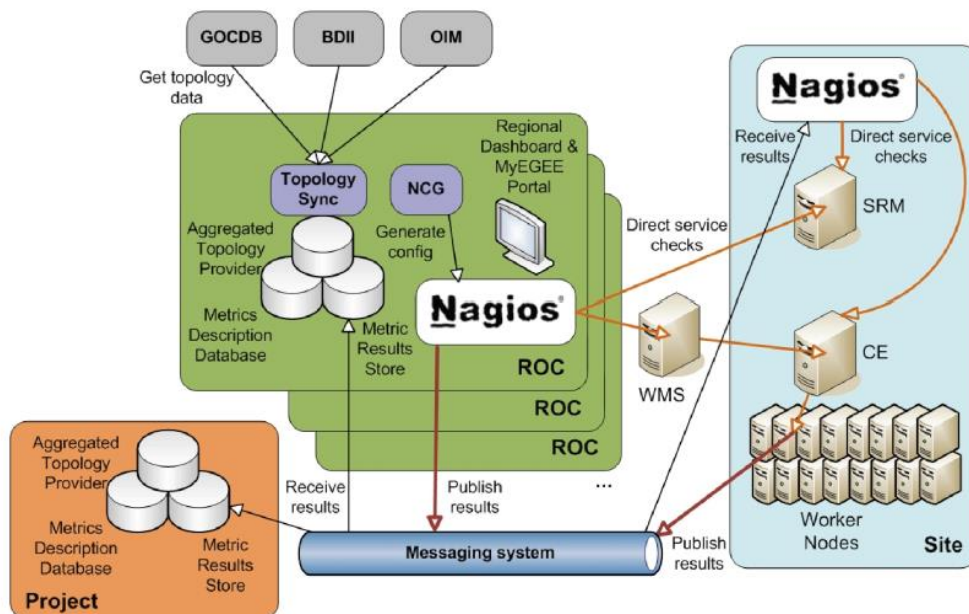 GOCDB
BDII
OIM
Get topology
data
Topology
Sync
NCG
Regional
Dashboard &
MyEGEE
Portal
Aggregated
Topology
Provider
Generate
config
Metrics
Description
Database
Metric
Results
Store
Nagios®
ROC
ROC
ROC
...
Direct service
checks
WMS
Nagios®
Receive
results
Direct service
checks
SRM
CE
Worker
Nodes
Site
Aggregated
Topology
Provider
Metrics
Description
Database
Metric
Results
Store
Project
Receive
results
Publish
results
Messaging system
Publish
results